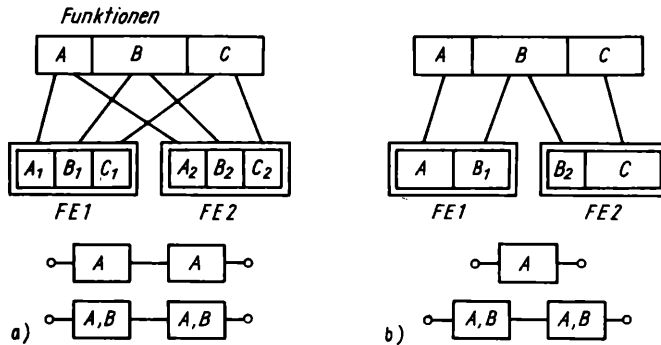 Funktionen
A B C
A B C
A₁ B₁ C₁
A₂ B₂ C₂
A B₁
B₂ C
FE1
FE2
FE1
FE2
A
A
A
A,B
A,B
A,B
A,B
a)
b)